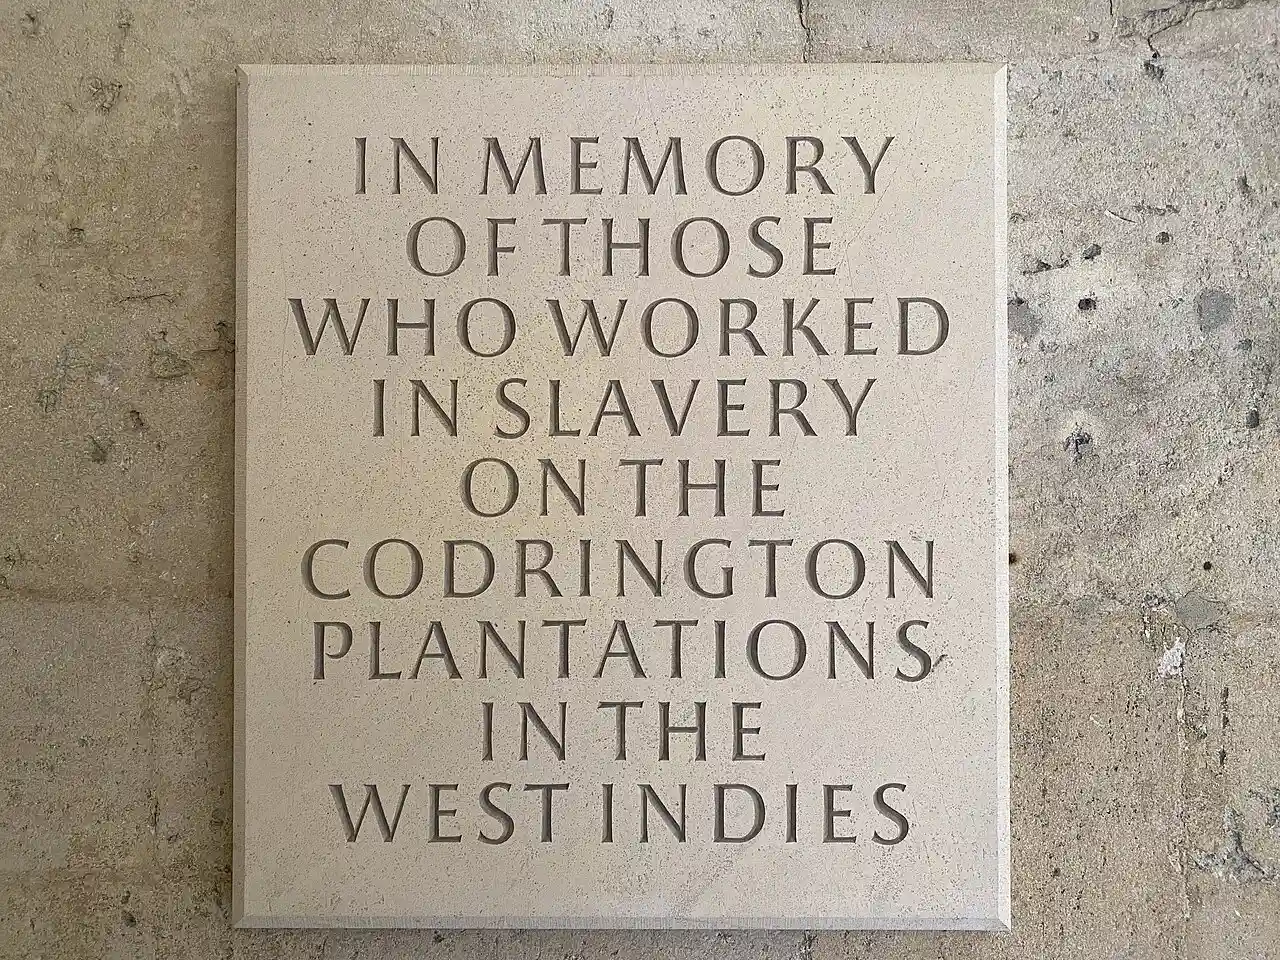 IN MEMORY
OF THOSE
WHO WORKED
IN SLAVERY
ON THE
CODRINGTON
PLANTATIONS
IN THE
WEST INDIES